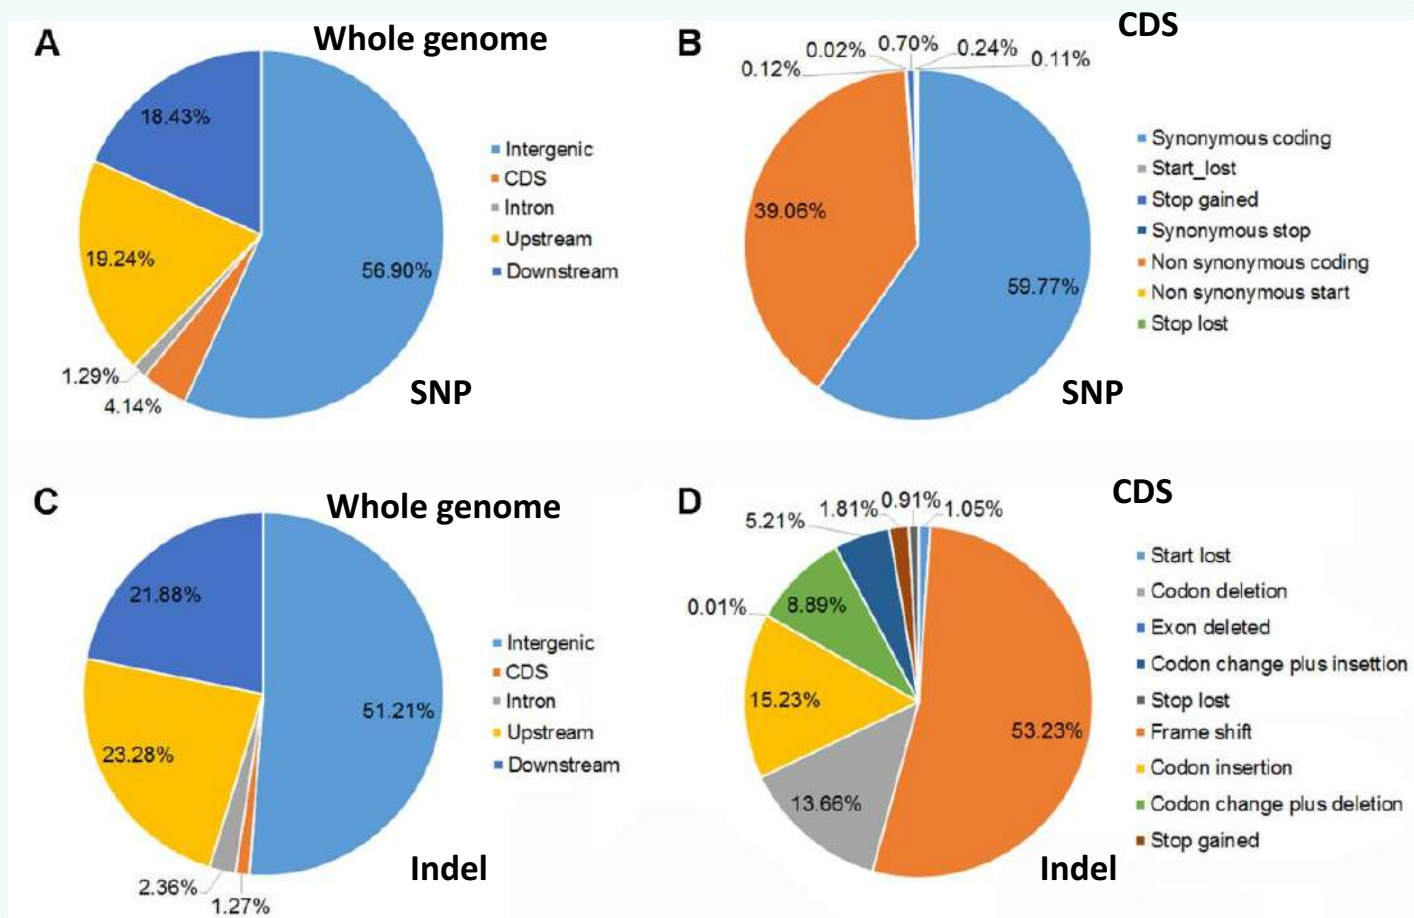 A
Whole genome
18.43%
19.24%
56.90%
1.29%
4.14%
SNP
Intergenic
CDS
Intron
Upstream
Downstream
B
CDS
0.12%
0.02%
0.70%
0.24%
0.11%
39.06%
59.77%
SNP
Synonymous coding
Start_lost
Stop gained
Synonymous stop
Non synonymous coding
Non synonymous start
Stop lost
C
Whole genome
21.88%
51.21%
23.28%
2.36%
1.27%
Indel
Intergenic
CDS
Intron
Upstream
Downstream
D
CDS
5.21%
1.81%
0.91%
1.05%
0.01%
8.89%
15.23%
53.23%
13.66%
Indel
Start lost
Codon deletion
Exon deleted
Codon change plus insettion
Stop lost
Frame shift
Codon insertion
Codon change plus deletion
Stop gained